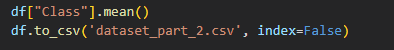 df["Class"].mean()
df.to_csv('dataset_part_2.csv', index=False)